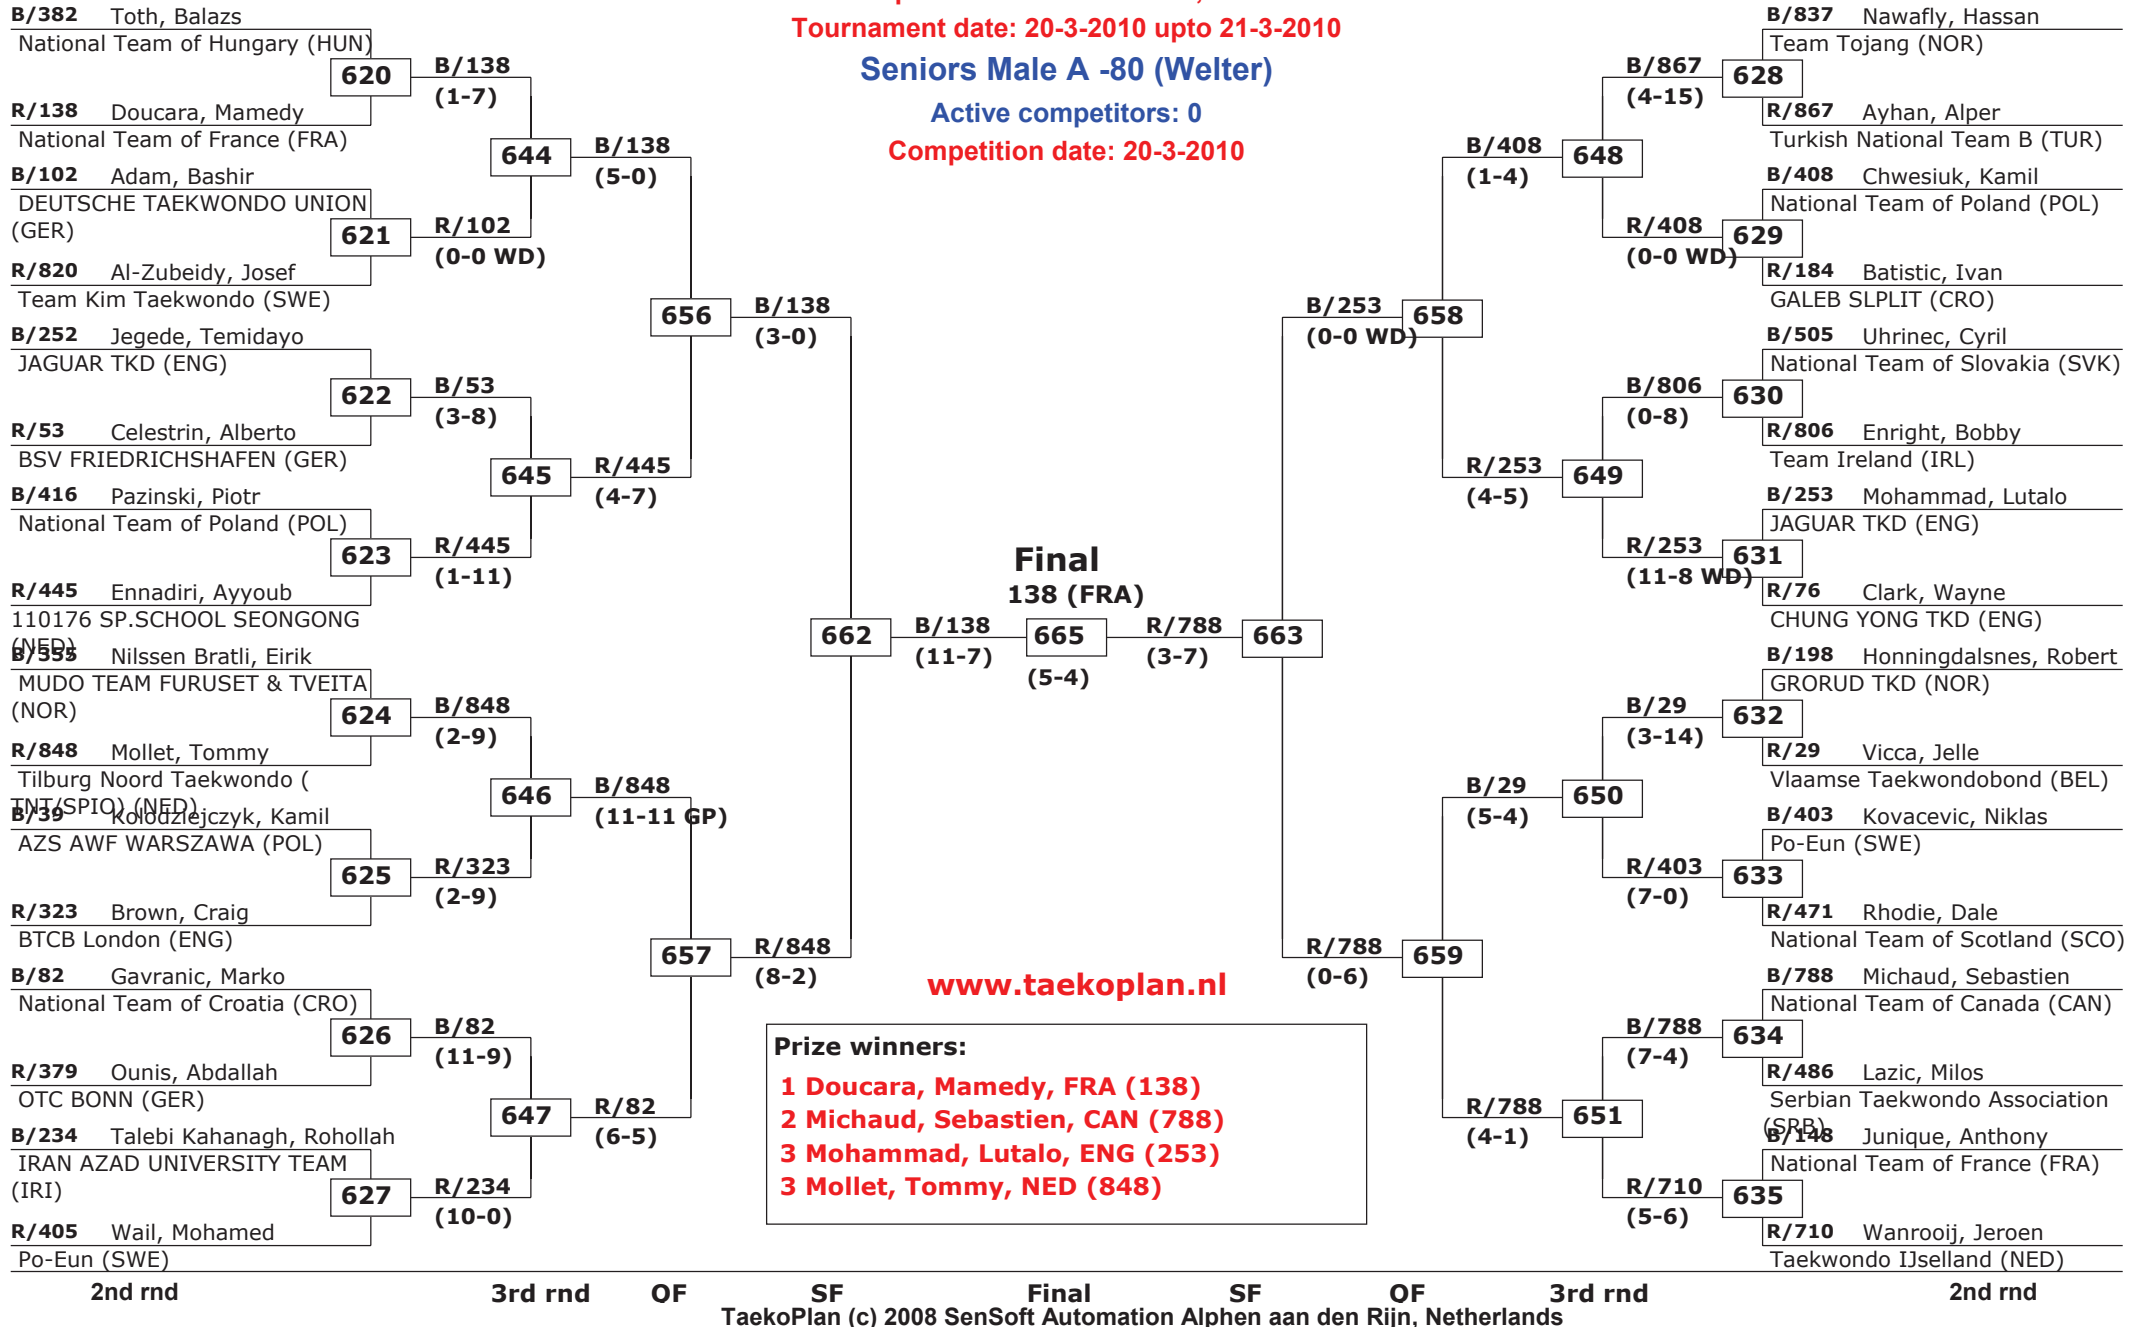 Tournament date: 20-3-2010 upto 21-3-2010
Seniors Male A -80 (Welter)
Active competitors: 0
Competition date: 20-3-2010
B/382 Toth, Balazs
National Team of Hungary (HUN)
620
R/138 Doucara, Mamedy
National Team of France (FRA)
B/102 Adam, Bashir
DEUTSCHE TAEKWONDO UNION
(GER)
621
R/820 Al-Zubeidy, Josef
Team Kim Taekwondo (SWE)
B/252 Jegede, Temidayo
JAGUAR TKD (ENG)
622
R/53 Celestrin, Alberto
BSV FRIEDRICHSHAFEN (GER)
B/416 Pazinski, Piotr
National Team of Poland (POL)
623
R/445 Ennadiri, Ayyoub
110176 SP.SCHOOL SEONGONG
(NED)
B/355 Nilssen Bratli, Eirik
MUDO TEAM FURUSET & TVEITA
(NOR)
624
R/848 Mollet, Tommy
Tilburg Noord Taekwondo (
TNT/SPIO) (NED)
B/39 Kolodziejczyk, Kamil
AZS AWF WARSZAWA (POL)
625
R/323 Brown, Craig
BTCB London (ENG)
B/82 Gavranic, Marko
National Team of Croatia (CRO)
626
R/379 Ounis, Abdallah
OTC BONN (GER)
B/234 Talebi Kahanagh, Rohollah
IRAN AZAD UNIVERSITY TEAM
(IRI)
627
R/405 Wail, Mohamed
Po-Eun (SWE)
B/138
(1-7)
644
R/102
(0-0 WD)
B/53
(3-8)
645
R/445
(1-11)
B/848
(2-9)
646
R/323
(2-9)
B/82
(11-9)
647
R/234
(10-0)
B/138
(5-0)
656
R/445
(4-7)
B/848
(11-11 GP)
657
R/82
(6-5)
B/138
(3-0)
662
R/848
(8-2)
Final
138 (FRA)
B/138
(11-7)
665
(5-4)
R/788
(3-7)
663
B/253
(0-0 WD)
658
R/788
(0-6)
659
B/408
(1-4)
648
R/253
(4-5)
649
B/29
(5-4)
650
R/788
(4-1)
651
B/867
(4-15)
R/408
(0-0 WD)
B/806
(0-8)
R/253
(11-8 WD)
B/29
(3-14)
R/403
(7-0)
B/788
(7-4)
R/710
(5-6)
B/837 Nawafly, Hassan
Team Tojang (NOR)
628
R/867 Ayhan, Alper
Turkish National Team B (TUR)
B/408 Chwesiuk, Kamil
National Team of Poland (POL)
629
R/184 Batistic, Ivan
GALEB SLPLIT (CRO)
B/505 Uhrinec, Cyril
National Team of Slovakia (SVK)
630
R/806 Enright, Bobby
Team Ireland (IRL)
B/253 Mohammad, Lutalo
JAGUAR TKD (ENG)
631
R/76 Clark, Wayne
CHUNG YONG TKD (ENG)
B/198 Honningdalsnes, Robert
GRORUD TKD (NOR)
632
R/29 Vicca, Jelle
Vlaamse Taekwondobond (BEL)
B/403 Kovacevic, Niklas
Po-Eun (SWE)
633
R/471 Rhodie, Dale
National Team of Scotland (SCO)
B/788 Michaud, Sebastien
National Team of Canada (CAN)
634
R/486 Lazic, Milos
Serbian Taekwondo Association
(SRB)
B/148 Junique, Anthony
National Team of France (FRA)
635
R/710 Wanrooij, Jeroen
Taekwondo IJselland (NED)
www.taekoplan.nl
Prize winners:
1 Doucara, Mamedy, FRA (138)
2 Michaud, Sebastien, CAN (788)
3 Mohammad, Lutalo, ENG (253)
3 Mollet, Tommy, NED (848)
2nd rnd 3rd rnd OF SF Final SF OF 3rd rnd 2nd rnd
TaekoPlan (c) 2008 SenSoft Automation Alphen aan den Rijn, Netherlands